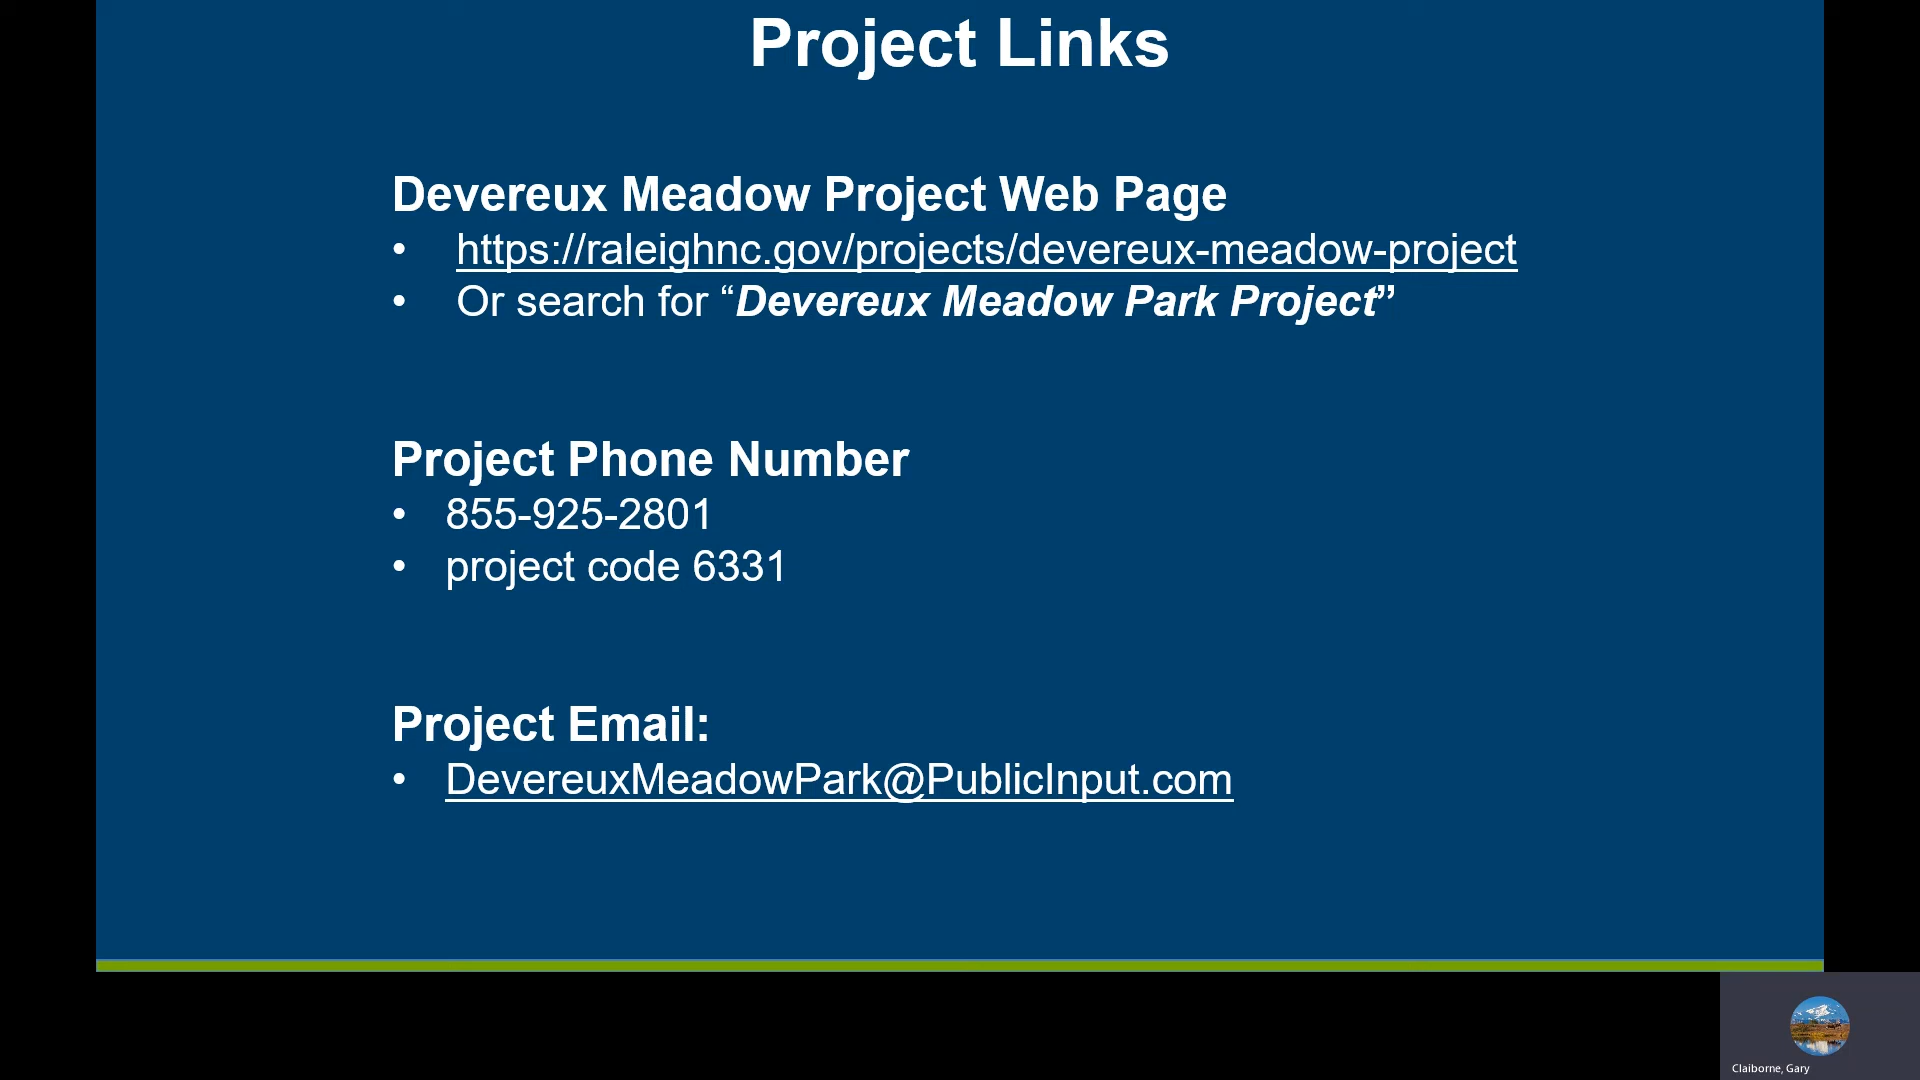 Project Links
Devereux Meadow Project Web Page
• https://raleighnc.gov/projects/devereux-meadow-project
• Or search for “Devereux Meadow Park Project”
Project Phone Number
• 855-925-2801
• project code 6331
Project Email:
• DevereuxMeadowPark@PublicInput.com
Claiborne, Gary